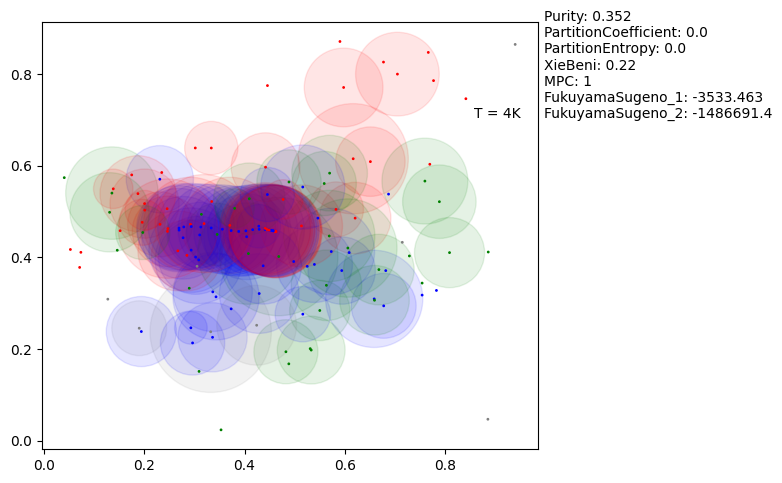 Purity: 0.352
PartitionCoefficient: 0.0
PartitionEntropy: 0.0
XieBeni: 0.22
MPC: 1
FukuyamaSugeno_1: -3533.463
FukuyamaSugeno_2: -1486691.4
T = 4K
0.8
0.6
0.4
0.2
0.0
0.0 0.2 0.4 0.6 0.8